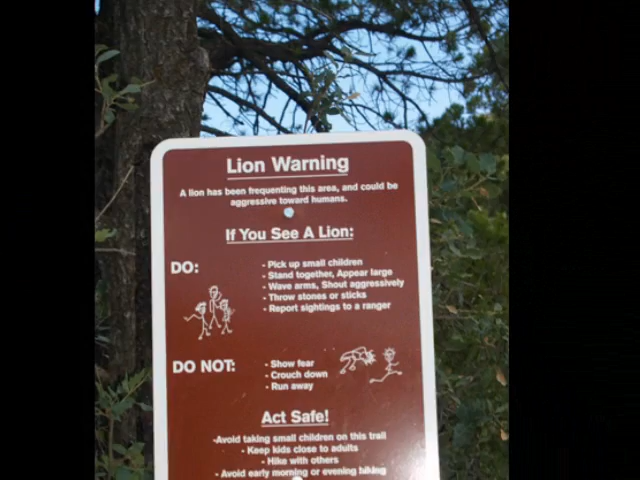 Lion Warning
A lion has been frequenting this area, and could be
aggressive toward humans.
If You See A Lion:
DO:
- Pick up small children
- Stand together, Appear large
- Wave arms, Shout aggressively
- Throw stones or sticks
- Report sightings to a ranger
DO NOT:
- Show fear
- Crouch down
- Run away
Act Safe!
-Avoid taking small children on this trail
- Keep kids close to adults
- Hike with others
- Avoid early morning or evening hiking